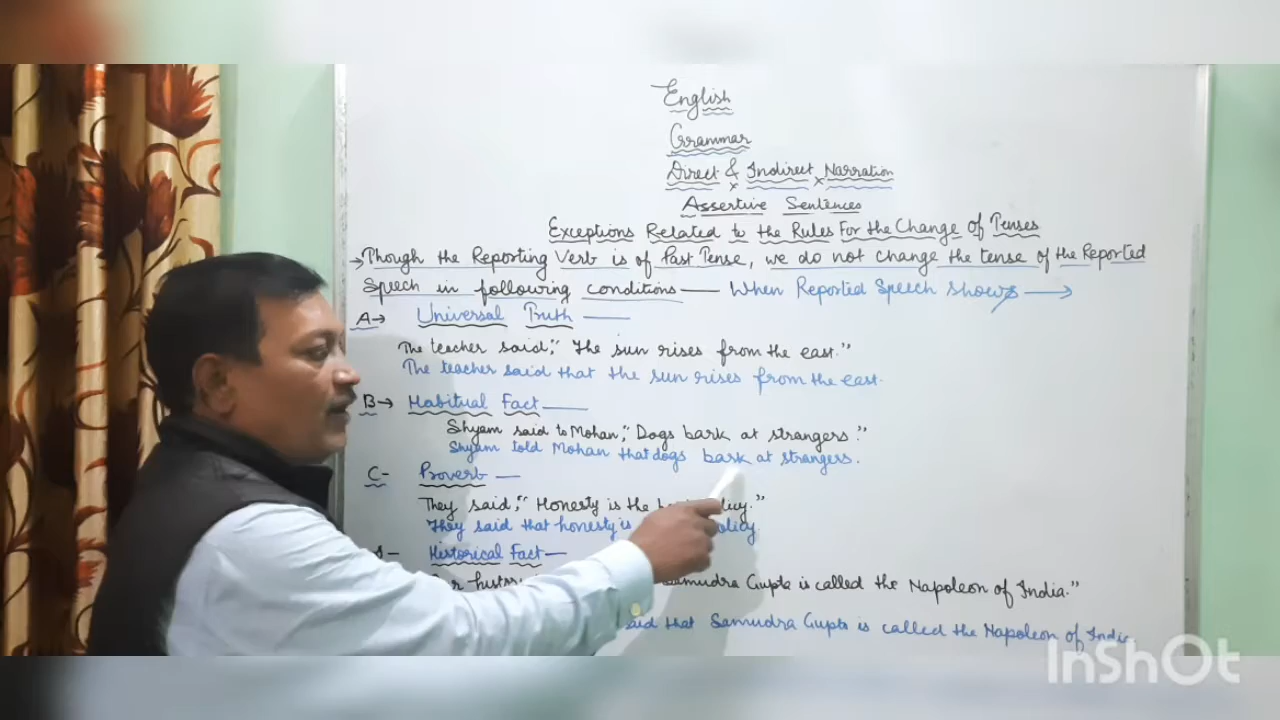 English
Grammar
Direct & Indirect Narration
Assertive Sentences
Exceptions Related to the Rules For the Change of Tenses
→ Though the Reporting Verb is of Past Tense, we do not change the tense of the Reported
Speech in following conditions — When Reported Speech shows →
A→ Universal Truth —
The teacher said, "The sun rises from the east."
The teacher said that the sun rises from the east.
B→ Habitual Fact —
Shyam said to Mohan, "Dogs bark at strangers."
Shyam told Mohan that dogs bark at strangers.
C- Proverb —
They said, "Honesty is the
They said that honesty is policy
Historical Fact —
Samudra Gupta is called the Napoleon of India."
said that Samudra Gupta is called the Napoleon of India
InShOt